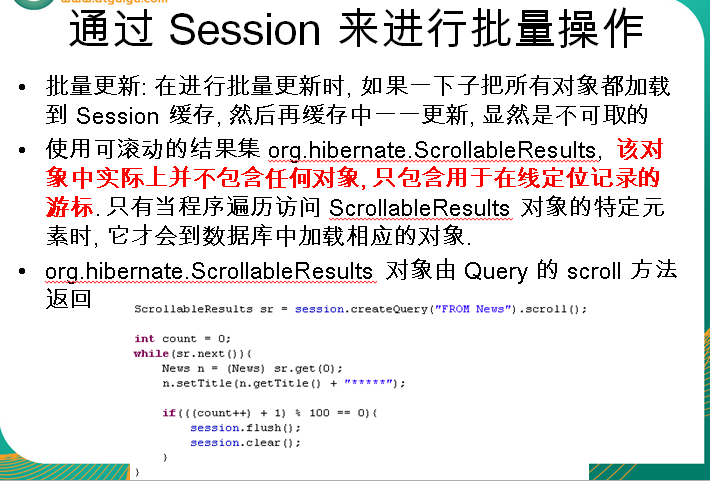 通过 Session 来进行批量操作
• 批量更新: 在进行批量更新时, 如果一下子把所有对象都加载
到 Session 缓存, 然后再缓存中一一更新, 显然是不可取的
• 使用可滚动的结果集 org.hibernate.ScrollableResults, 该对
象中实际上并不包含任何对象, 只包含用于在线定位记录的
游标. 只有当程序遍历访问 ScrollableResults 对象的特定元
素时, 它才会到数据库中加载相应的对象.
• org.hibernate.ScrollableResults 对象由 Query 的 scroll 方法
返回
ScrollableResults sr = session.createQuery("FROM News").scroll();
int count = 0;
while(sr.next()){
News n = (News) sr.get(0);
n.setTitle(n.getTitle() + "*****");
if(((count++) + 1) % 100 == 0){
session.flush();
session.clear();
}
}